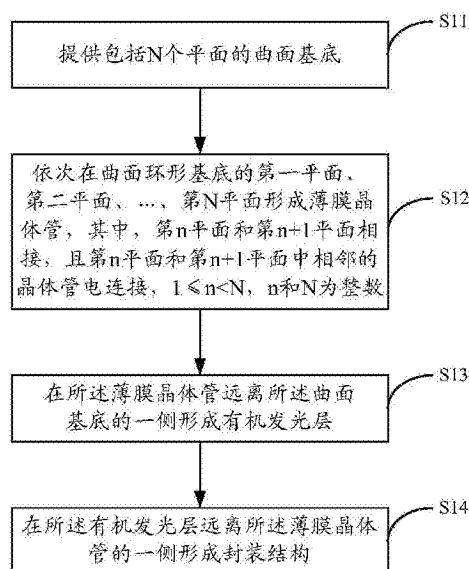 S11
提供包括N个平面的曲面基底
S12
依次在曲面环形基底的第一平面、
第二平面、…、第N平面形成薄膜晶
体管，其中，第n平面和第n+1平面相
接，且第n平面和第n+1平面中相邻的
晶体管电连接，1≤n<N，n和N为整数
S13
在所述薄膜晶体管远离所述曲面
基底的一侧形成有机发光层
S14
在所述有机发光层远离所述薄膜晶体
管的一侧形成封装结构